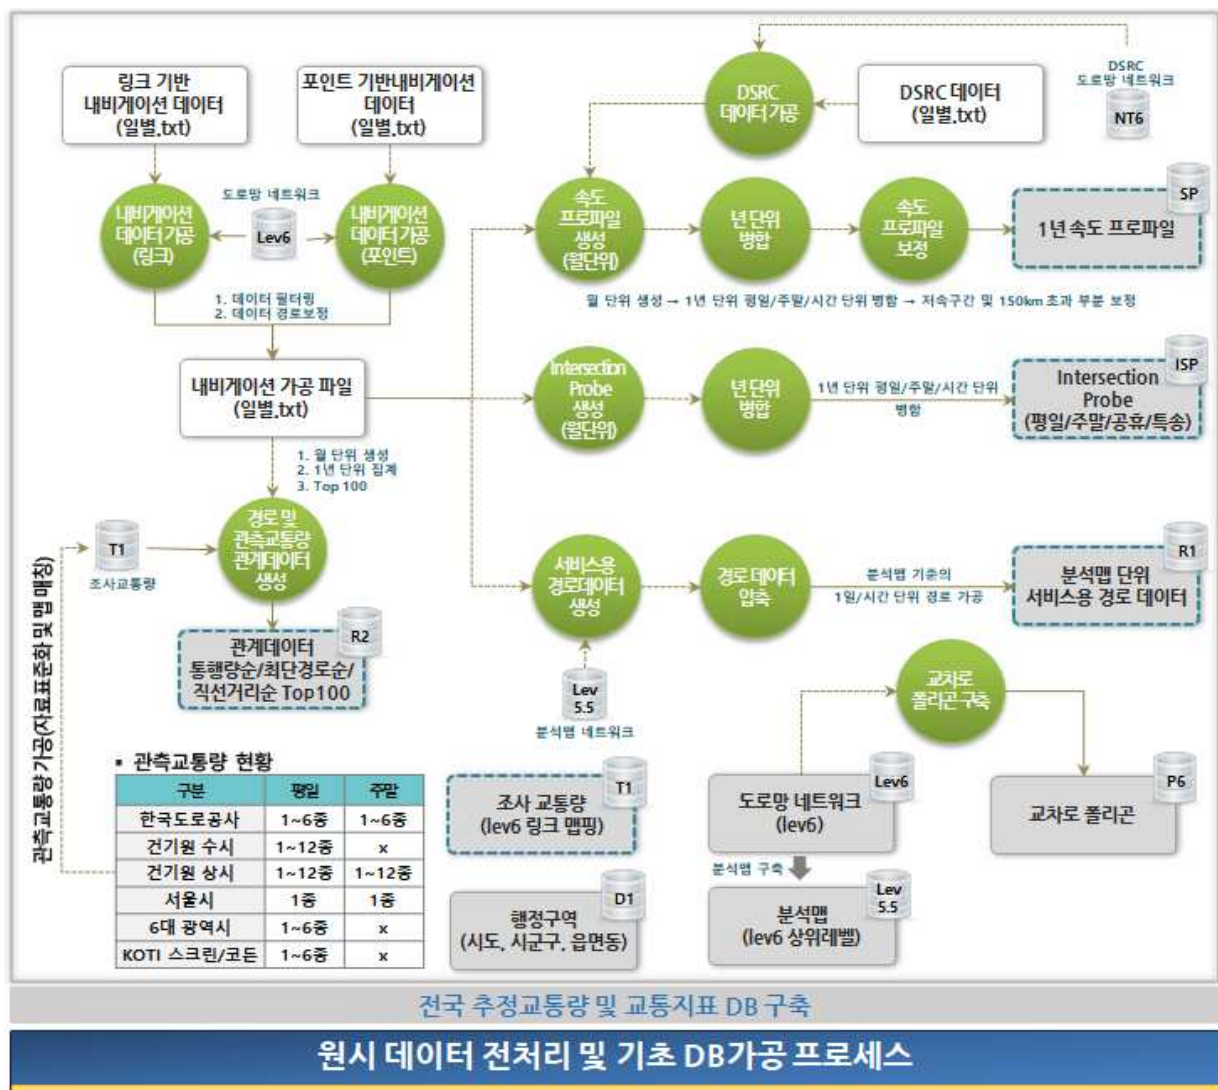 링크 기반
내비게이션 데이터
(일별.txt)
포인트 기반내비게이션
데이터
(일별.txt)
DSRC
데이터 가공
DSRC 데이터
(일별.txt)
DSRC
도로망 네트워크
NT6
내비게이션
데이터 가공
(링크)
도로망 네트워크
Lev6
내비게이션
데이터 가공
(포인트)
속도
프로파일
생성
(월단위)
년 단위
병합
속도
프로파일
보정
SP
1년 속도 프로파일
1. 데이터 필터링
2. 데이터 경로보정
월 단위 생성 → 1년 단위 평일/주말/시간 단위 병합 → 저속구간 및 150km 초과 부분 보정
내비게이션 가공 파일
(일별.txt)
Intersection
Probe
생성
(월단위)
년 단위
병합
1년 단위 평일/주말/시간 단위
병합
ISP
Intersection
Probe
(평일/주말/공휴/특송)
1. 월 단위 생성
2. 1년 단위 집계
3. Top 100
T1
조사교통량
경로 및
관측교통량
관계데이터
생성
서비스용
경로데이터
생성
경로 데이터
압축
분석맵 기준의
1일/시간 단위 경로 가공
R1
분석맵 단위
서비스용 경로 데이터
R2
관계데이터
통행량순/최단경로순/
직선거리순 Top100
Lev
5.5
분석맵 네트워크
교차로
폴리곤 구축
관측교통량 가공(자료표준화 및 맵 매칭)
▪ 관측교통량 현황
구분 평일 주말
한국도로공사 1~6종 1~6종
건기원 수시 1~12종 x
건기원 상시 1~12종 1~12종
서울시 1종 1종
6대 광역시 1~6종 x
KOTI 스크린/코든 1~6종 x
T1
조사 교통량
(lev6 링크 맵핑)
Lev6
도로망 네트워크
(lev6)
P6
교차로 폴리곤
분석맵 구축
D1
행정구역
(시도, 시군구, 읍면동)
Lev
5.5
분석맵
(lev6 상위레벨)
전국 추정교통량 및 교통지표 DB 구축
원시 데이터 전처리 및 기초 DB가공 프로세스